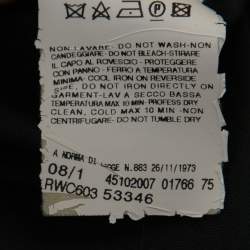 NON LAVARE- DO NOT WASH-NON
CANDEGGIARE- DO NOT BLEACH-STIRARE
IL CAPO AL ROVESCIO - PROTEGGERE
CON PANNO - FERRO A TEMPERATURA
MINIMA- COOL IRON ON REVERSIDE
SIDE, DO NOT IRON DIRECTLY ON
GARMENT-LAV A SECCO BASSA
TEMPERATURA MAX 10 MIN- PROFESS DRY
CLEAN, COLD MAX 10 MIN -NON
CENTRIFUGARE- DO NOT TUMBLE DRY
A NORMA DI LEGGE N.883 26/11/1973
08/1 45102007 01766 75
RWC603 53346